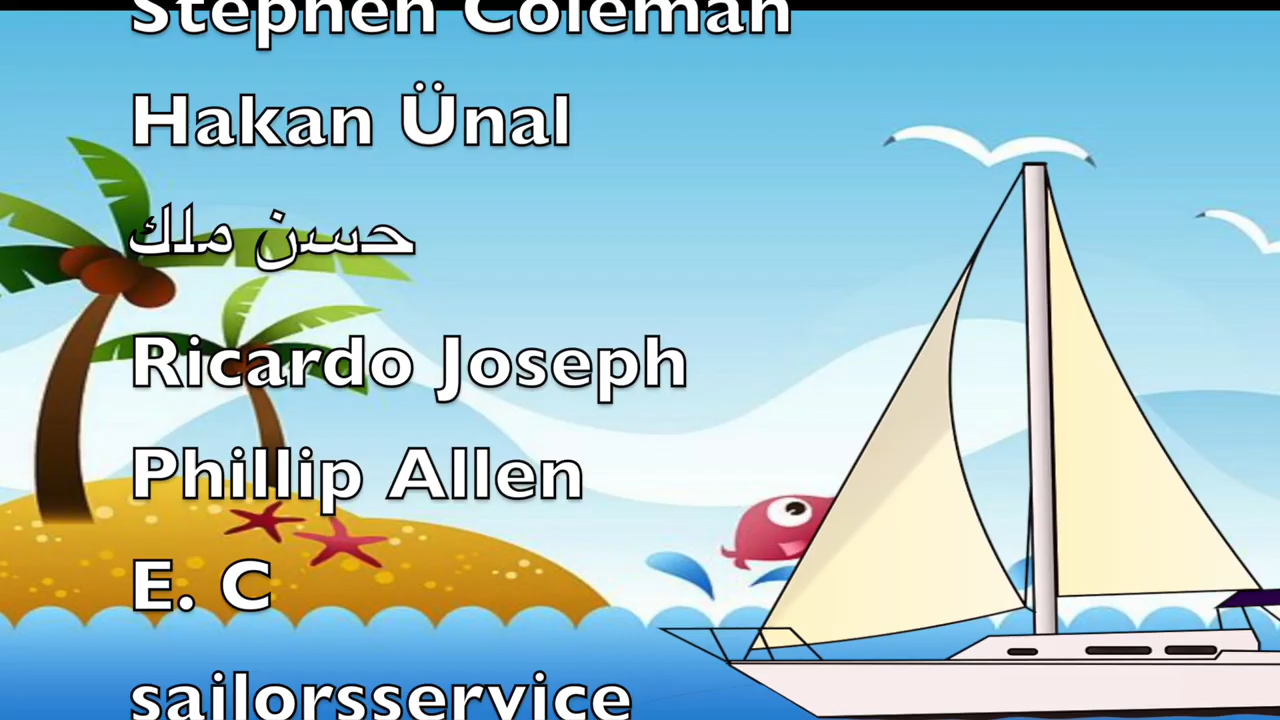 Stephen Coleman
Hakan Ünal
حسن ملك
Ricardo Joseph
Phillip Allen
E. C
sailorsservice